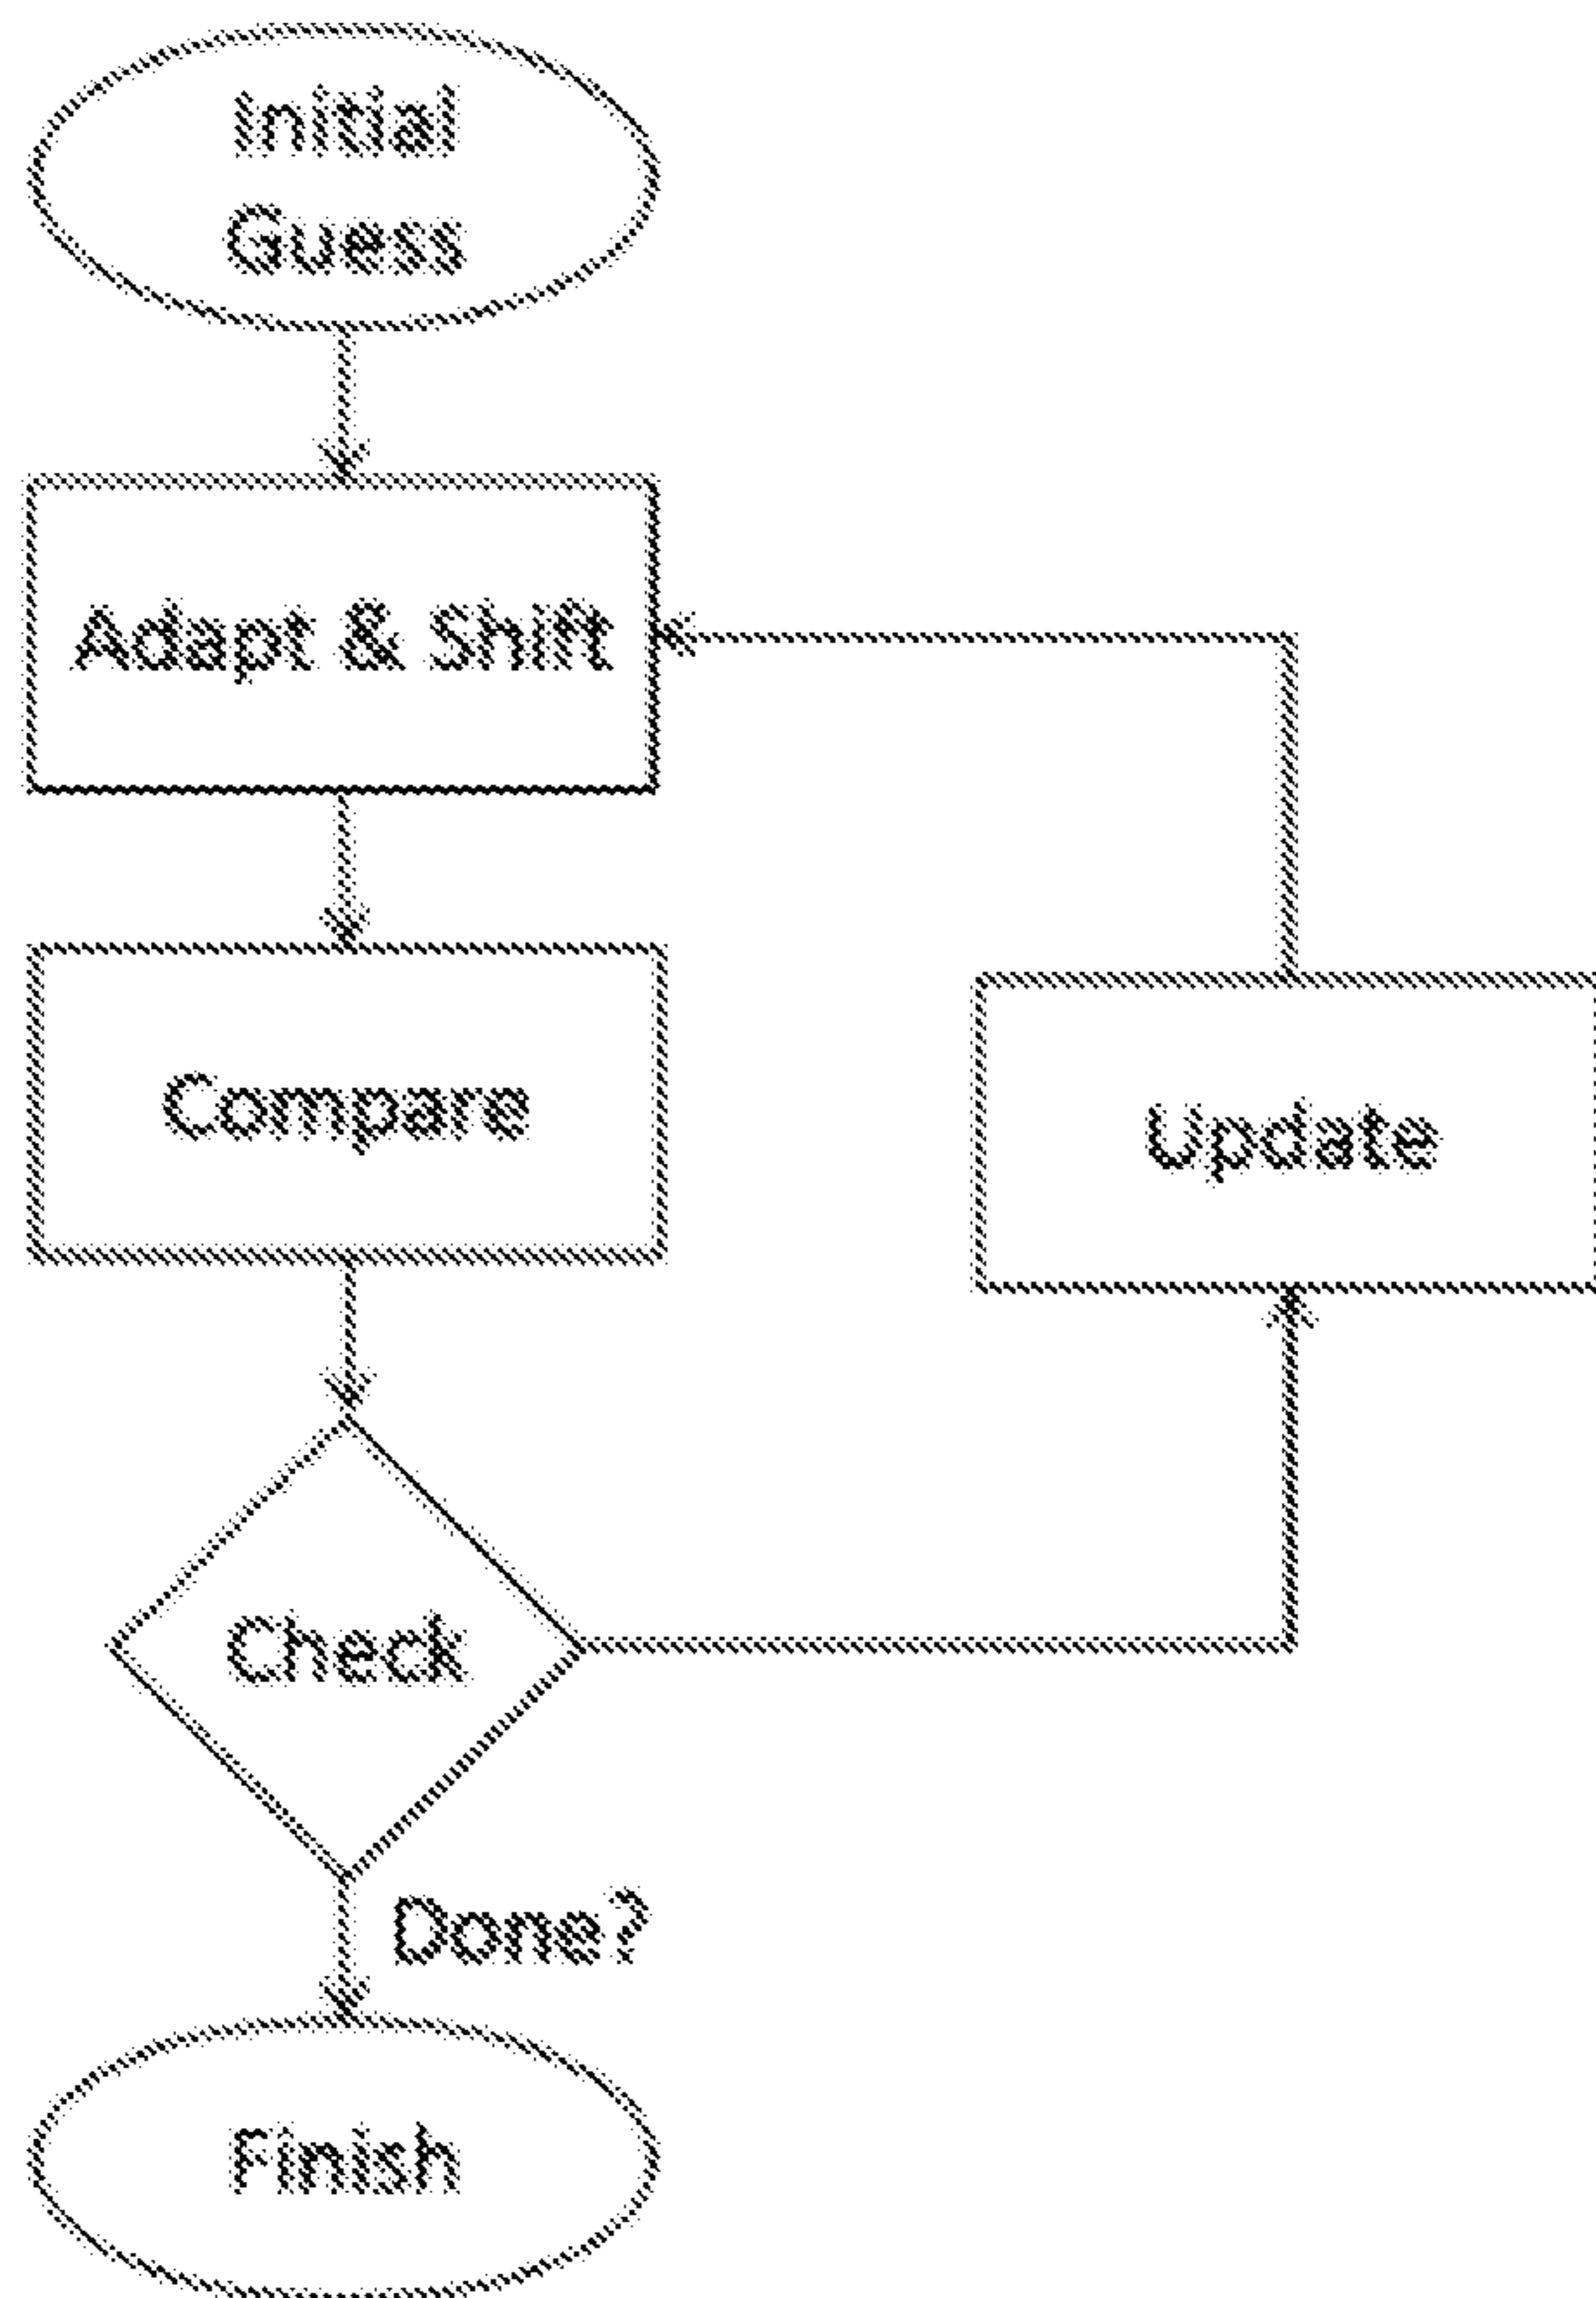 Initial
Guess
Adapt & Shift
Compare
Update
Check
Done?
Finish